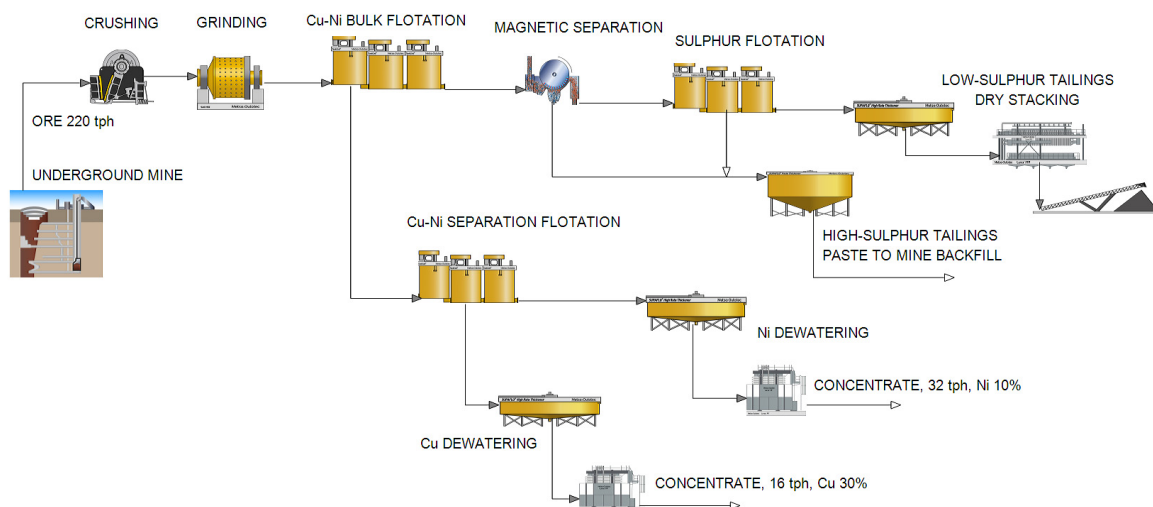 CRUSHING
GRINDING
Cu-Ni BULK FLOTATION
MAGNETIC SEPARATION
SULPHUR FLOTATION
LOW-SULPHUR TAILINGS
DRY STACKING
ORE 220 tph
UNDERGROUND MINE
Cu-Ni SEPARATION FLOTATION
HIGH-SULPHUR TAILINGS
PASTE TO MINE BACKFILL
Ni DEWATERING
CONCENTRATE, 32 tph, Ni 10%
Cu DEWATERING
CONCENTRATE, 16 tph, Cu 30%